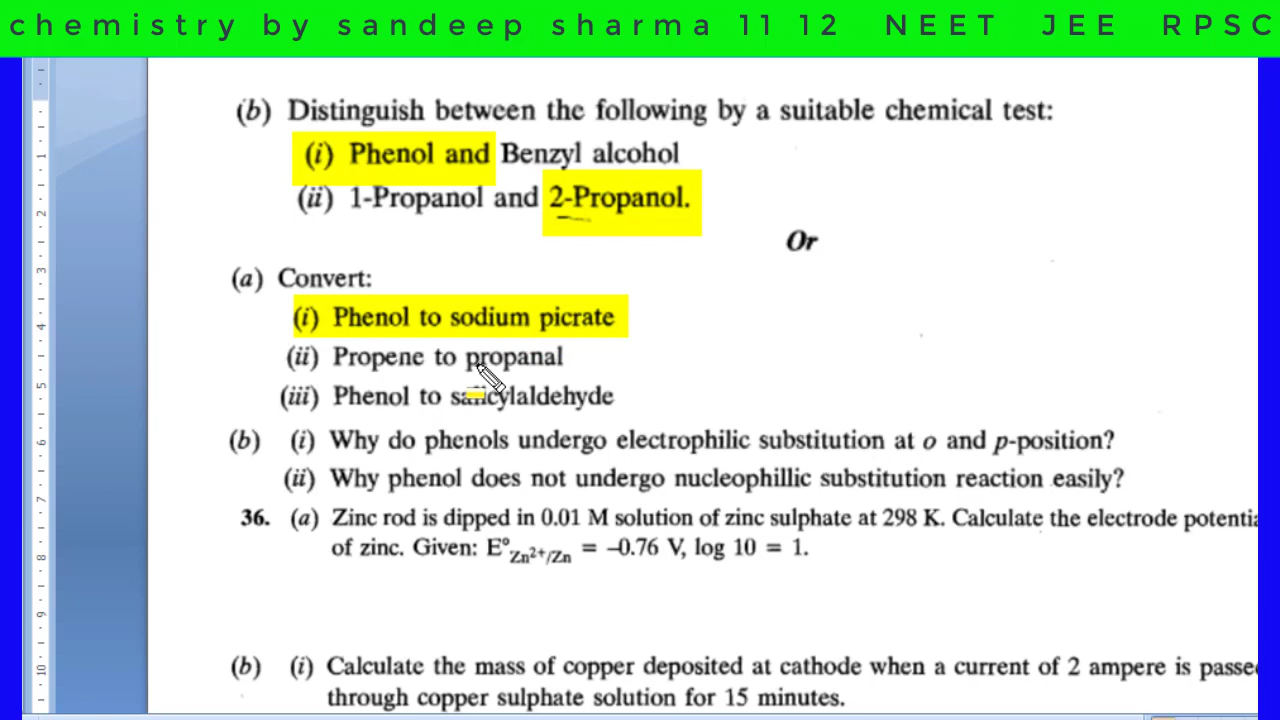 chemistry by sandeep sharma 11 12 NEET JEE RPSC
(b) Distinguish between the following by a suitable chemical test:
(i) Phenol and Benzyl alcohol
(ii) 1-Propanol and 2-Propanol.
Or
(a) Convert:
(i) Phenol to sodium picrate
(ii) Propene to propanal
(iii) Phenol to salicylaldehyde
(b) (i) Why do phenols undergo electrophilic substitution at o and p-position?
(ii) Why phenol does not undergo nucleophillic substitution reaction easily?
36. (a) Zinc rod is dipped in 0.01 M solution of zinc sulphate at 298 K. Calculate the electrode potentia
of zinc. Given: E°Zn²⁺/Zn = –0.76 V, log 10 = 1.
(b) (i) Calculate the mass of copper deposited at cathode when a current of 2 ampere is passe
through copper sulphate solution for 15 minutes.